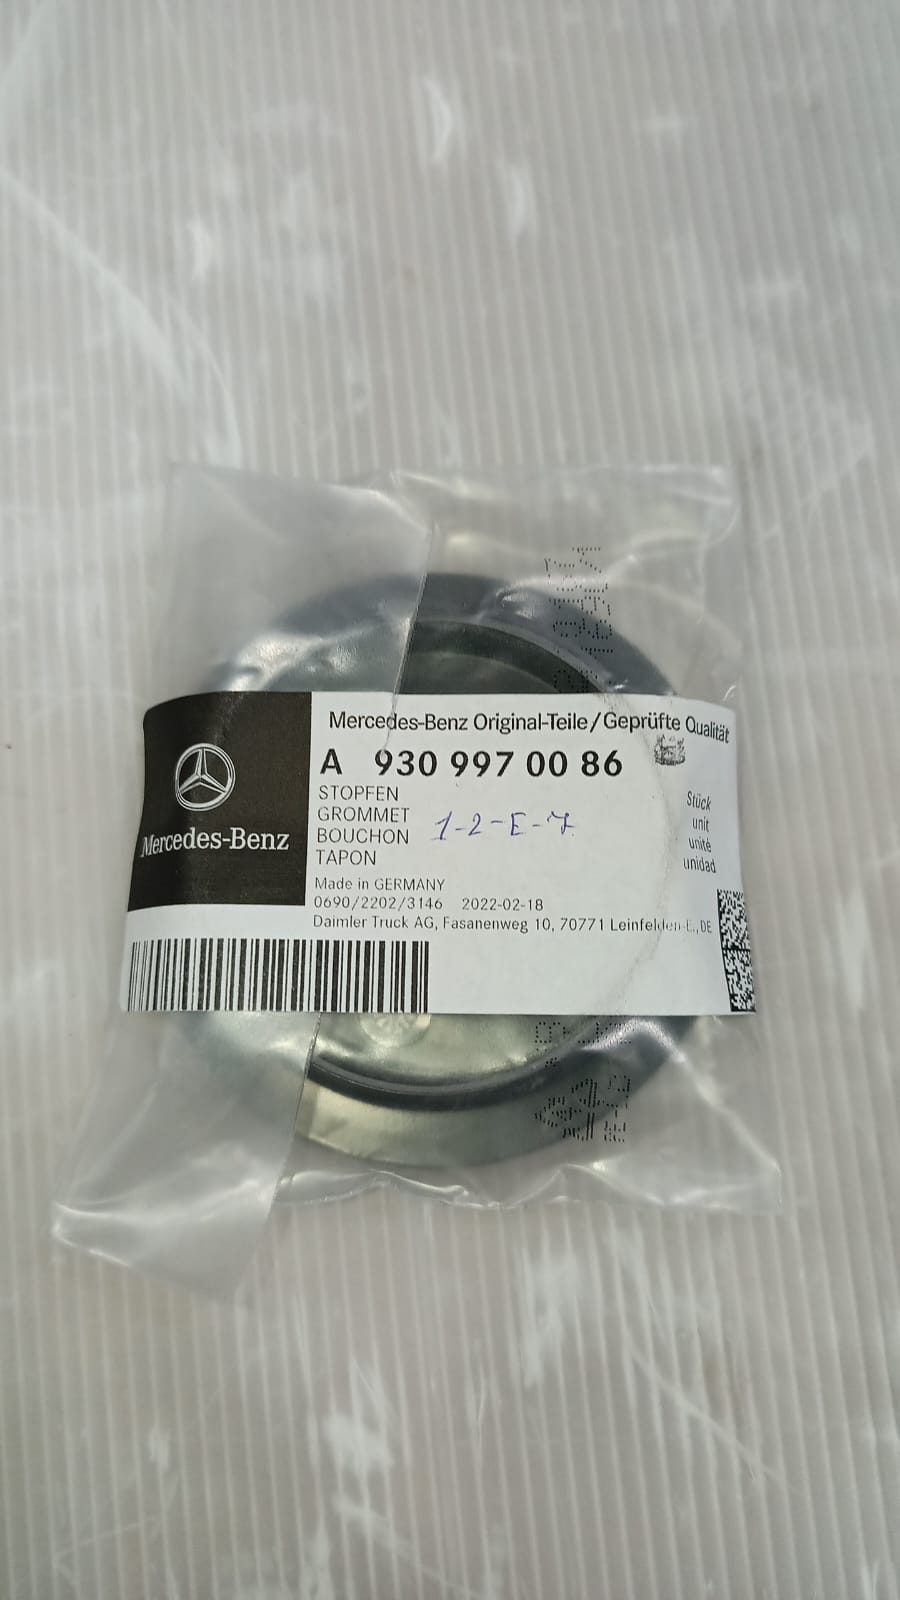 Mercedes-Benz Original-Teile/Geprüfte Qualität
A 930 997 00 86
STOPFEN
GROMMET
BOUCHON
TAPON
1-2-E-7
Stück
unit
unité
unidad
Mercedes-Benz
Made in GERMANY
0690/2202/3146 2022-02-18
Daimler Truck AG, Fasanenweg 10, 70771 Leinfelden-E., DE